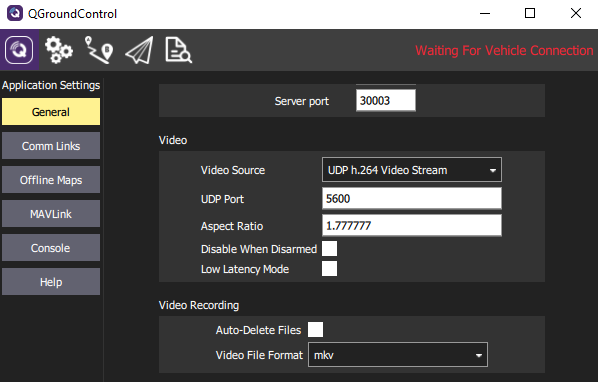 QGroundControl
Waiting For Vehicle Connection
Application Settings
General
Comm Links
Offline Maps
MAVLink
Console
Help
Server port 30003
Video
Video Source UDP h.264 Video Stream
UDP Port 5600
Aspect Ratio 1.777777
Disable When Disarmed
Low Latency Mode
Video Recording
Auto-Delete Files
Video File Format mkv